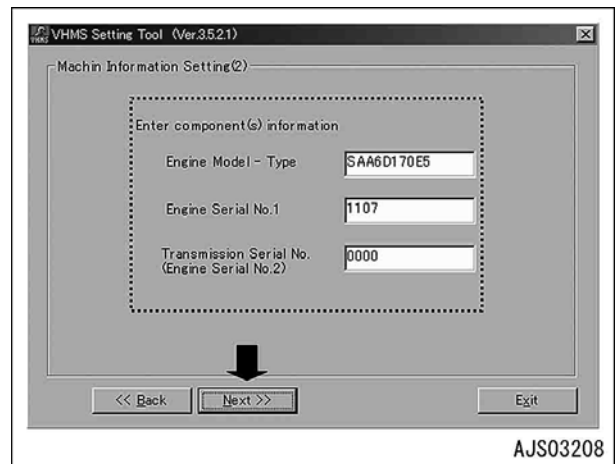 VHMS Setting Tool (Ver.3.5.2.1)
Machin Information Setting(2)
Enter component(s) information
Engine Model - Type
SAA6D170E5
Engine Serial No.1
1107
Transmission Serial No.
(Engine Serial No.2)
0000
<< Back
Next >>
Exit
AJS03208